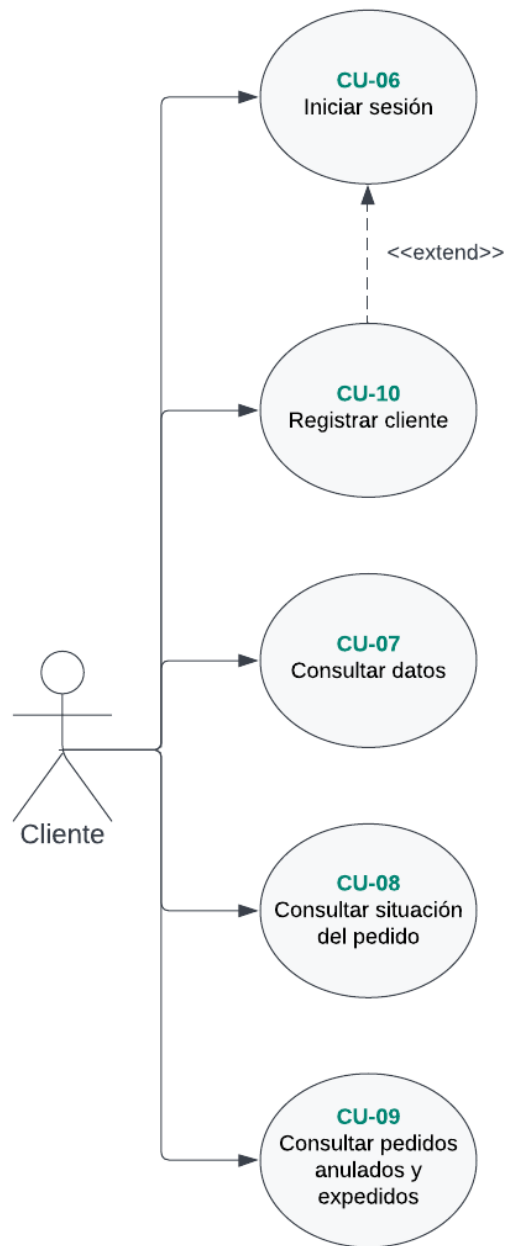 CU-06
Iniciar sesión
<<extend>>
CU-10
Registrar cliente
CU-07
Consultar datos
Cliente
CU-08
Consultar situación
del pedido
CU-09
Consultar pedidos
anulados y
expedidos